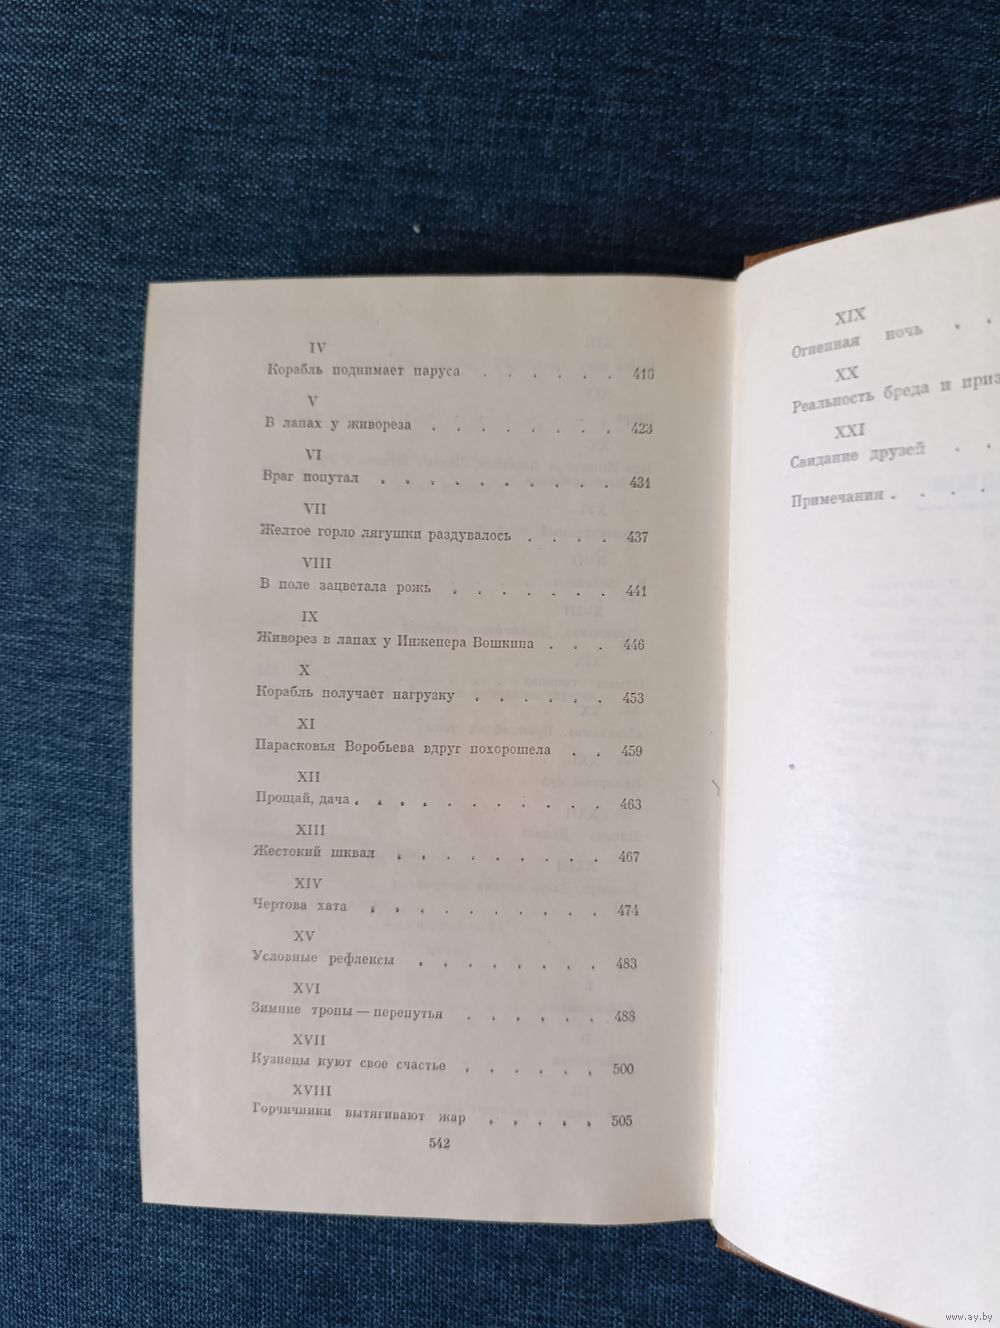 IV
Корабль поднимает паруса . . . . . . 416
V
В лапах у живореза . . . . . . . . 423
VI
Враг попутал . . . . . . . . . . 431
VII
Желтое горло лягушки раздувалось . . . . 437
VIII
В поле зацветала рожь . . . . . . . 441
IX
Живорез в лапах у Инженера Вошкина . . . 446
X
Корабль получает нагрузку . . . . . . 453
XI
Парасковья Воробьева вдруг похорошела . . 459
XII
Прощай, дача . . . . . . . . . . . 463
XIII
Жестокий шквал . . . . . . . . . . 467
XIV
Чертова хата . . . . . . . . . . 474
XV
Условные рефлексы . . . . . . . . 483
XVI
Зимние тропы — перепутья . . . . . . 488
XVII
Кузнецы куют свое счастье . . . . . . 500
XVIII
Горчичники вытягивают жар . . . . . 505
542
XIX
Огненная ночь . .
XX
Реальность бреда и приз
XXI
Свидание друзей . .
Примечания . . . .
www.ay.by